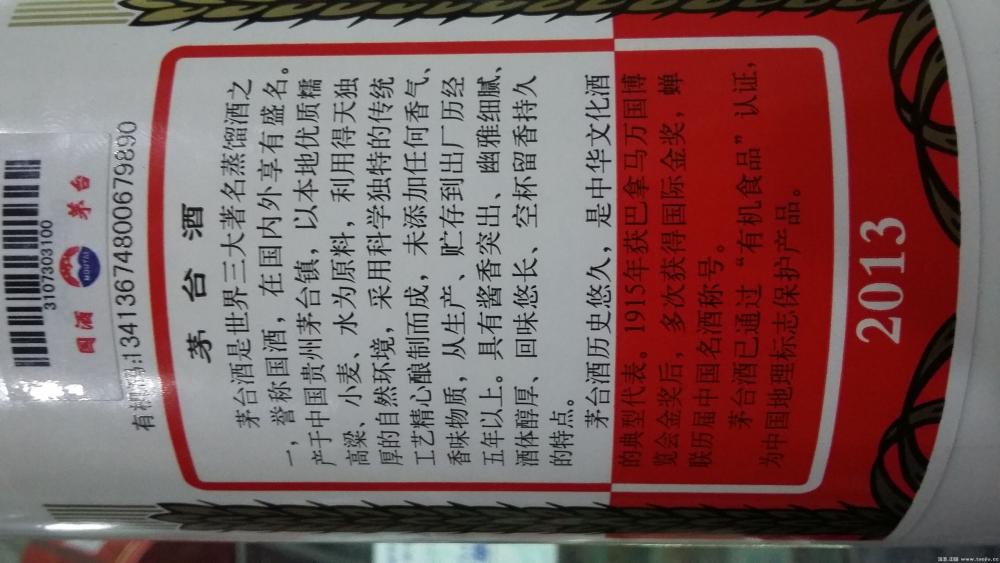 3107303100
国酒 茅台
MOUTAI
有机码:13413674800679890
茅台酒
茅台酒是世界三大著名蒸馏酒之
一，誉称国酒，在国内外享有盛名。
产于中国贵州茅台镇，以本地优质糯
高粱、小麦、水为原料，利用得天独
厚的自然环境，采用科学独特的传统
工艺精心酿制而成，未添加任何香气、
香味物质，从生产、贮存到出厂历经
五年以上。具有酱香突出、幽雅细腻、
酒体醇厚、回味悠长、空杯留香持久
的特点。
茅台酒历史悠久，是中华文化酒
的典型代表。1915年获巴拿马万国博
览会金奖后，多次获得国际金奖，蝉
联历届中国名酒称号。
茅台酒已通过“有机食品”认证，
为中国地理标志保护产品。
2013